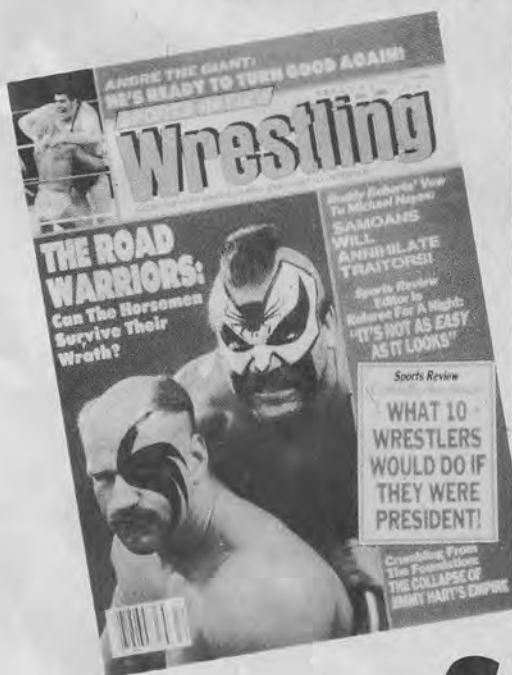 ANDRE THE GIANT:
HE'S READY TO TURN GOOD AGAIN!
SPORTS REVIEW
Wrestling
THE ROAD
WARRIORS:
Can The Horsemen
Survive Their
Wrath?
Buddy Roberts' Vow
To Michael Hayes:
SAMOANS
WILL
ANNIHILATE
TRAITORS!
Sports Review
Editor Is
Referee For A Night:
"IT'S NOT AS EASY
AS IT LOOKS"
Sports Review
WHAT 10
WRESTLERS
WOULD DO IF
THEY WERE
PRESIDENT!
Crumbling From
The Foundation:
THE COLLAPSE OF
JIMMY HART'S EMPIRE